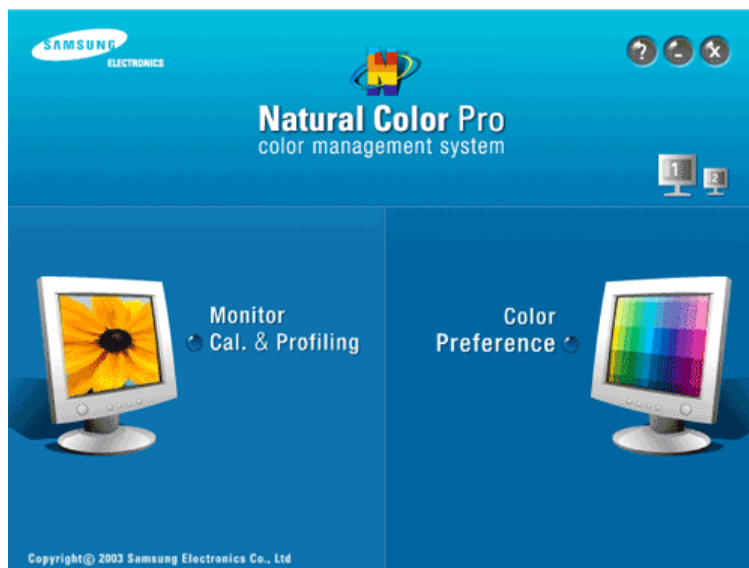 SAMSUNG
ELECTRONICS
? - x
N
Natural Color Pro
color management system
1 2
Monitor
Cal. & Profiling
Color
Preference
Copyright© 2003 Samsung Electronics Co., Ltd